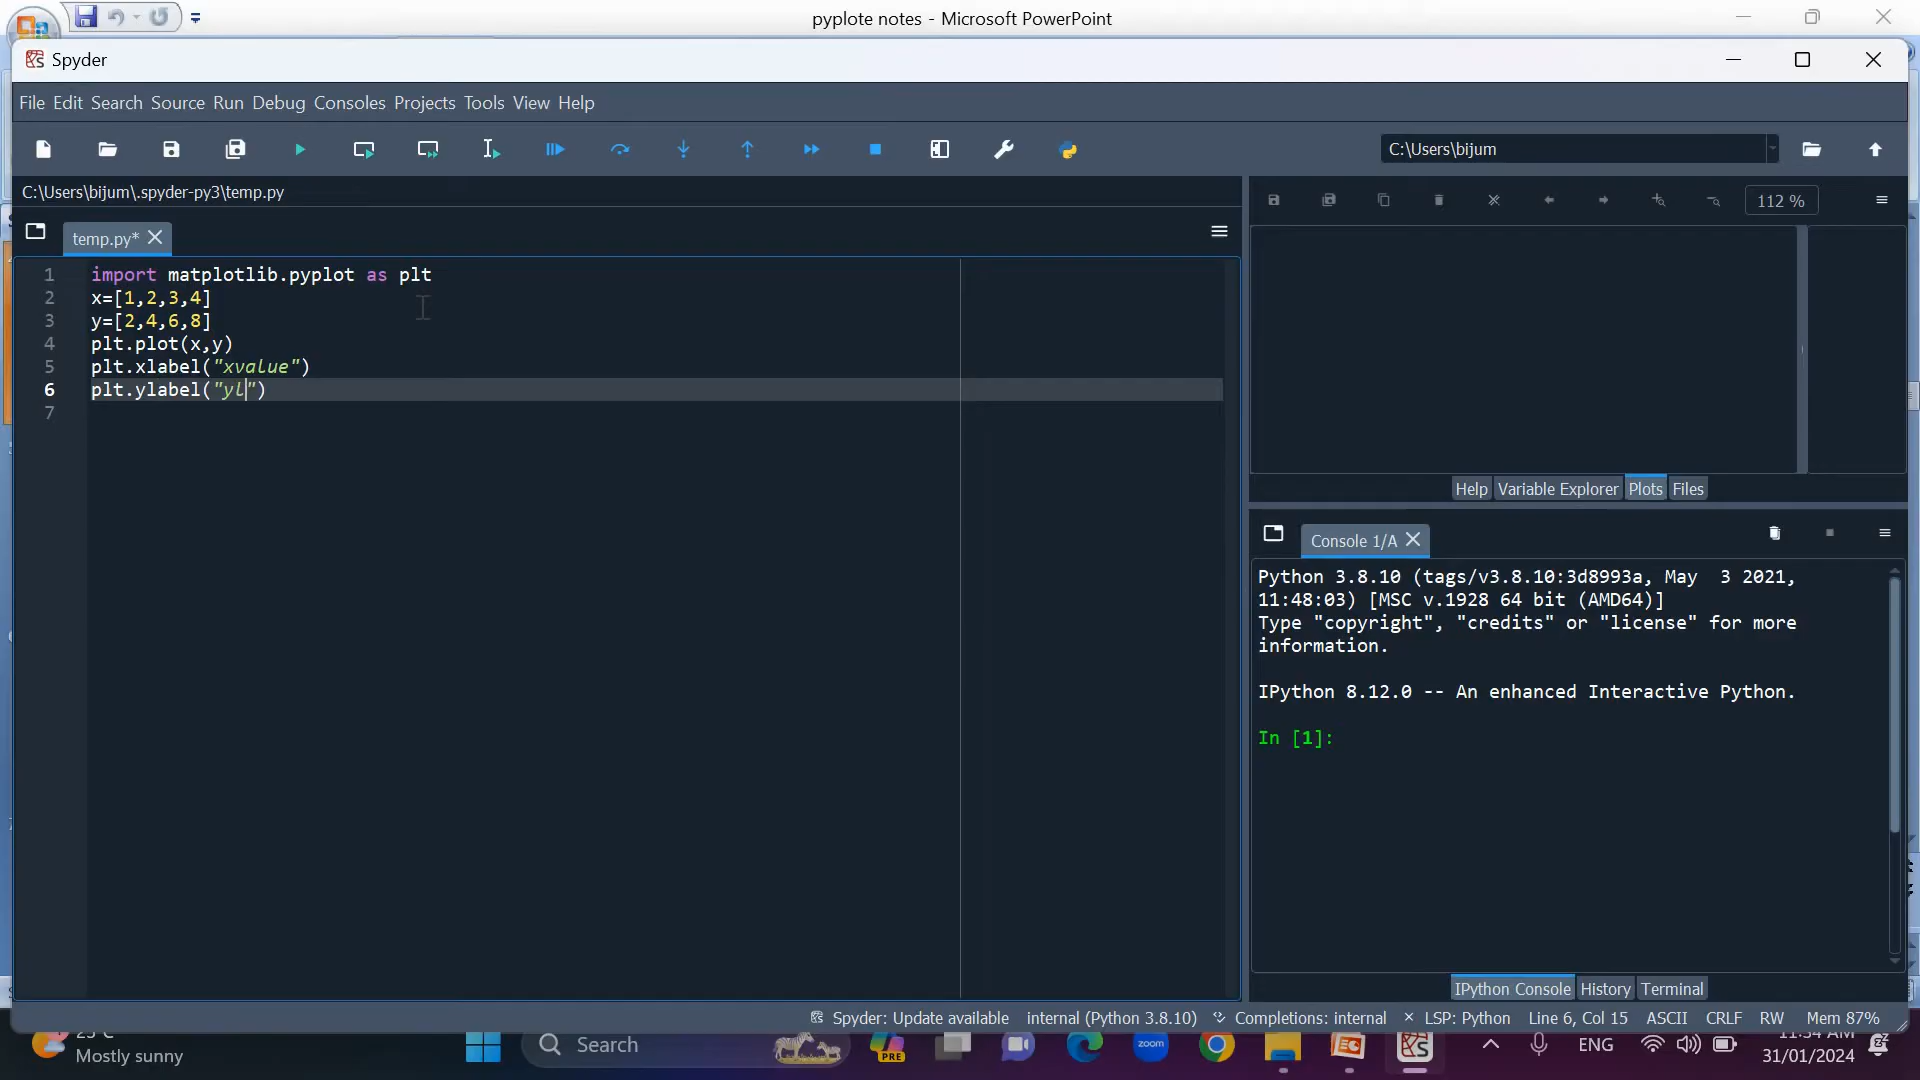 pyplote notes - Microsoft PowerPoint
Spyder
File Edit Search Source Run Debug Consoles Projects Tools View Help
C:\Users\bijum
C:\Users\bijum\.spyder-py3\temp.py
112 %
temp.py*
1 import matplotlib.pyplot as plt
2 x=[1,2,3,4]
3 y=[2,4,6,8]
4 plt.plot(x,y)
5 plt.xlabel("xvalue")
6 plt.ylabel("yl")
7
Help Variable Explorer Plots Files
Console 1/A
Python 3.8.10 (tags/v3.8.10:3d8993a, May  3 2021,
11:48:03) [MSC v.1928 64 bit (AMD64)]
Type "copyright", "credits" or "license" for more
information.
IPython 8.12.0 -- An enhanced Interactive Python.
In [1]:
IPython Console History Terminal
Spyder: Update available internal (Python 3.8.10) Completions: internal LSP: Python Line 6, Col 15 ASCII CRLF RW Mem 87%
Mostly sunny
Search
PRE
zoom
ENG
31/01/2024